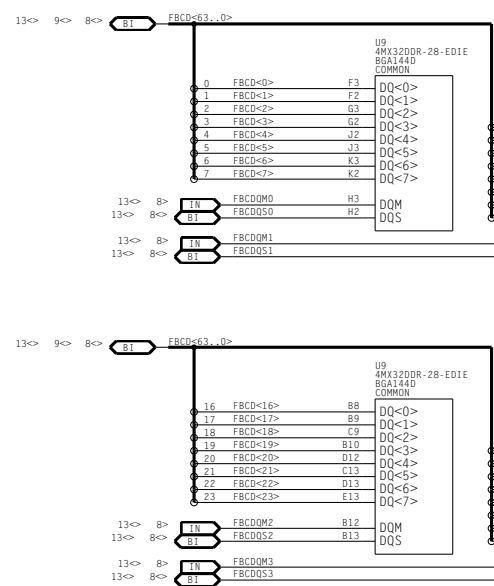 13<> 9<> 8<> BI FBCD<63..0>
U9
4MX32DDR-28-EDIE
BGA144D
COMMON
0 FBCD<0> F3 DQ<0>
1 FBCD<1> F2 DQ<1>
2 FBCD<2> G3 DQ<2>
3 FBCD<3> G2 DQ<3>
4 FBCD<4> J2 DQ<4>
5 FBCD<5> J3 DQ<5>
6 FBCD<6> K3 DQ<6>
7 FBCD<7> K2 DQ<7>
13<> 8> IN FBCDQM0 H3 DQM
13<> 8<> BI FBCDQS0 H2 DQS
13<> 8> IN FBCDQM1
13<> 8<> BI FBCDQS1
13<> 9<> 8<> BI FBCD<63..0>
U9
4MX32DDR-28-EDIE
BGA144D
COMMON
16 FBCD<16> B8 DQ<0>
17 FBCD<17> B9 DQ<1>
18 FBCD<18> C9 DQ<2>
19 FBCD<19> B10 DQ<3>
20 FBCD<20> D12 DQ<4>
21 FBCD<21> C13 DQ<5>
22 FBCD<22> D13 DQ<6>
23 FBCD<23> E13 DQ<7>
13<> 8> IN FBCDQM2 B12 DQM
13<> 8<> BI FBCDQS2 B13 DQS
13<> 8> IN FBCDQM3
13<> 8<> BI FBCDQS3